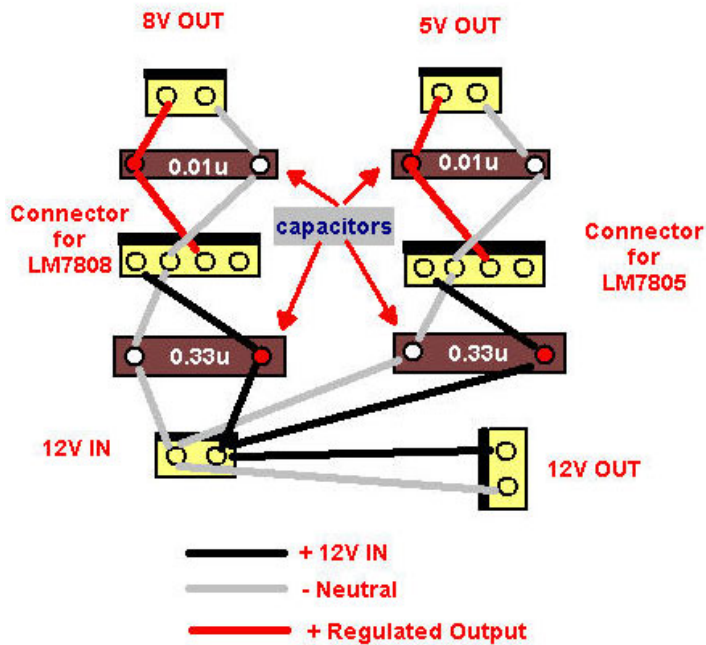 8V OUT
5V OUT
0.01u
0.01u
Connector
for
LM7808
capacitors
Connector
for
LM7805
0.33u
0.33u
12V IN
12V OUT
+ 12V IN
- Neutral
+ Regulated Output